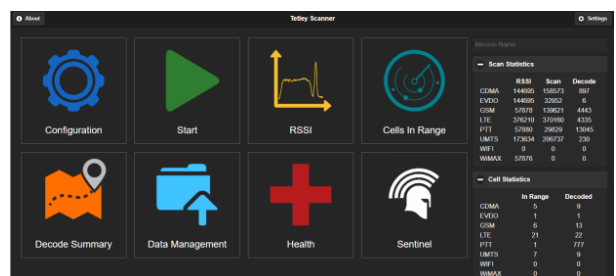 About
Tetley Scanner
Settings
Mission Name
Configuration
Start
RSSI
Cells In Range
Decode Summary
Data Management
Health
Sentinel
Scan Statistics
RSSI Scan Decode
CDMA 144695 158573 897
EVDO 144695 32952 6
GSM 57878 139621 4443
LTE 376210 370160 4335
PTT 57880 29829 13045
UMTS 173634 206737 230
WIFI 0 0 0
WiMAX 57876 0 0
Cell Statistics
In Range Decoded
CDMA 5 9
EVDO 1 1
GSM 6 13
LTE 21 22
PTT 1 777
UMTS 7 9
WIFI 0 0
WiMAX 0 0